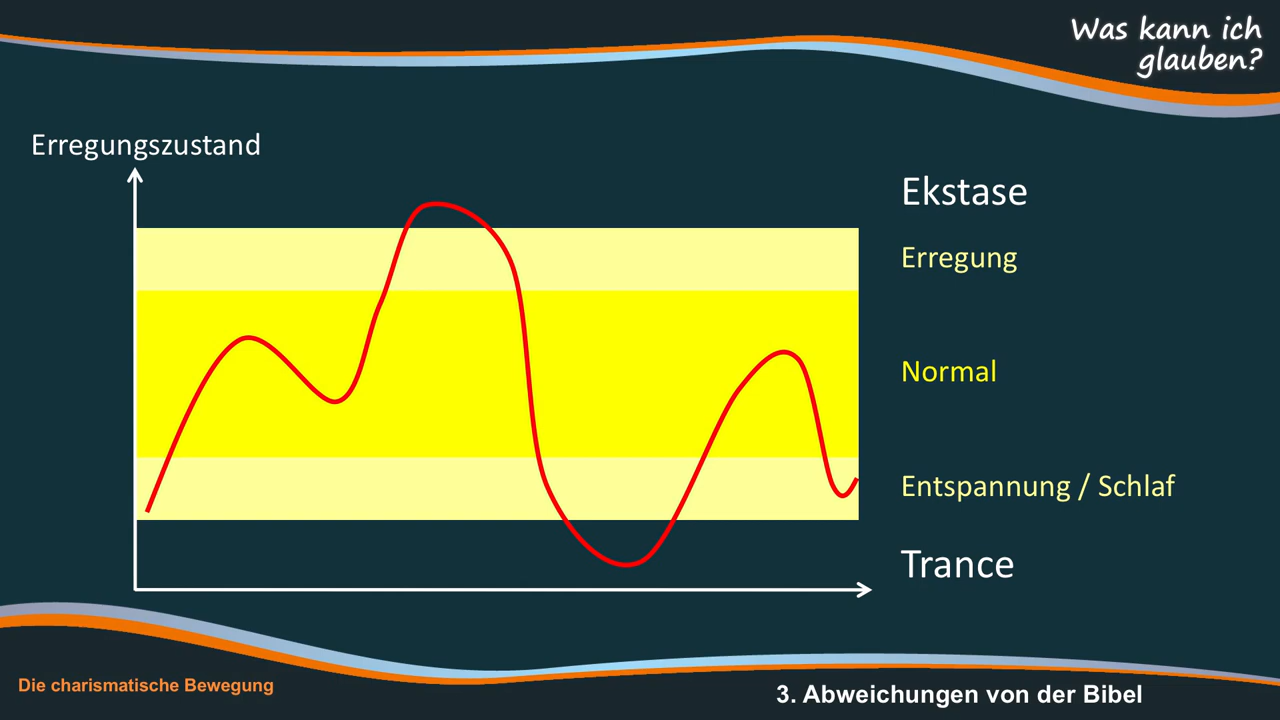 Was kann ich
glauben?
Erregungszustand
Ekstase
Erregung
Normal
Entspannung / Schlaf
Trance
Die charismatische Bewegung
3. Abweichungen von der Bibel